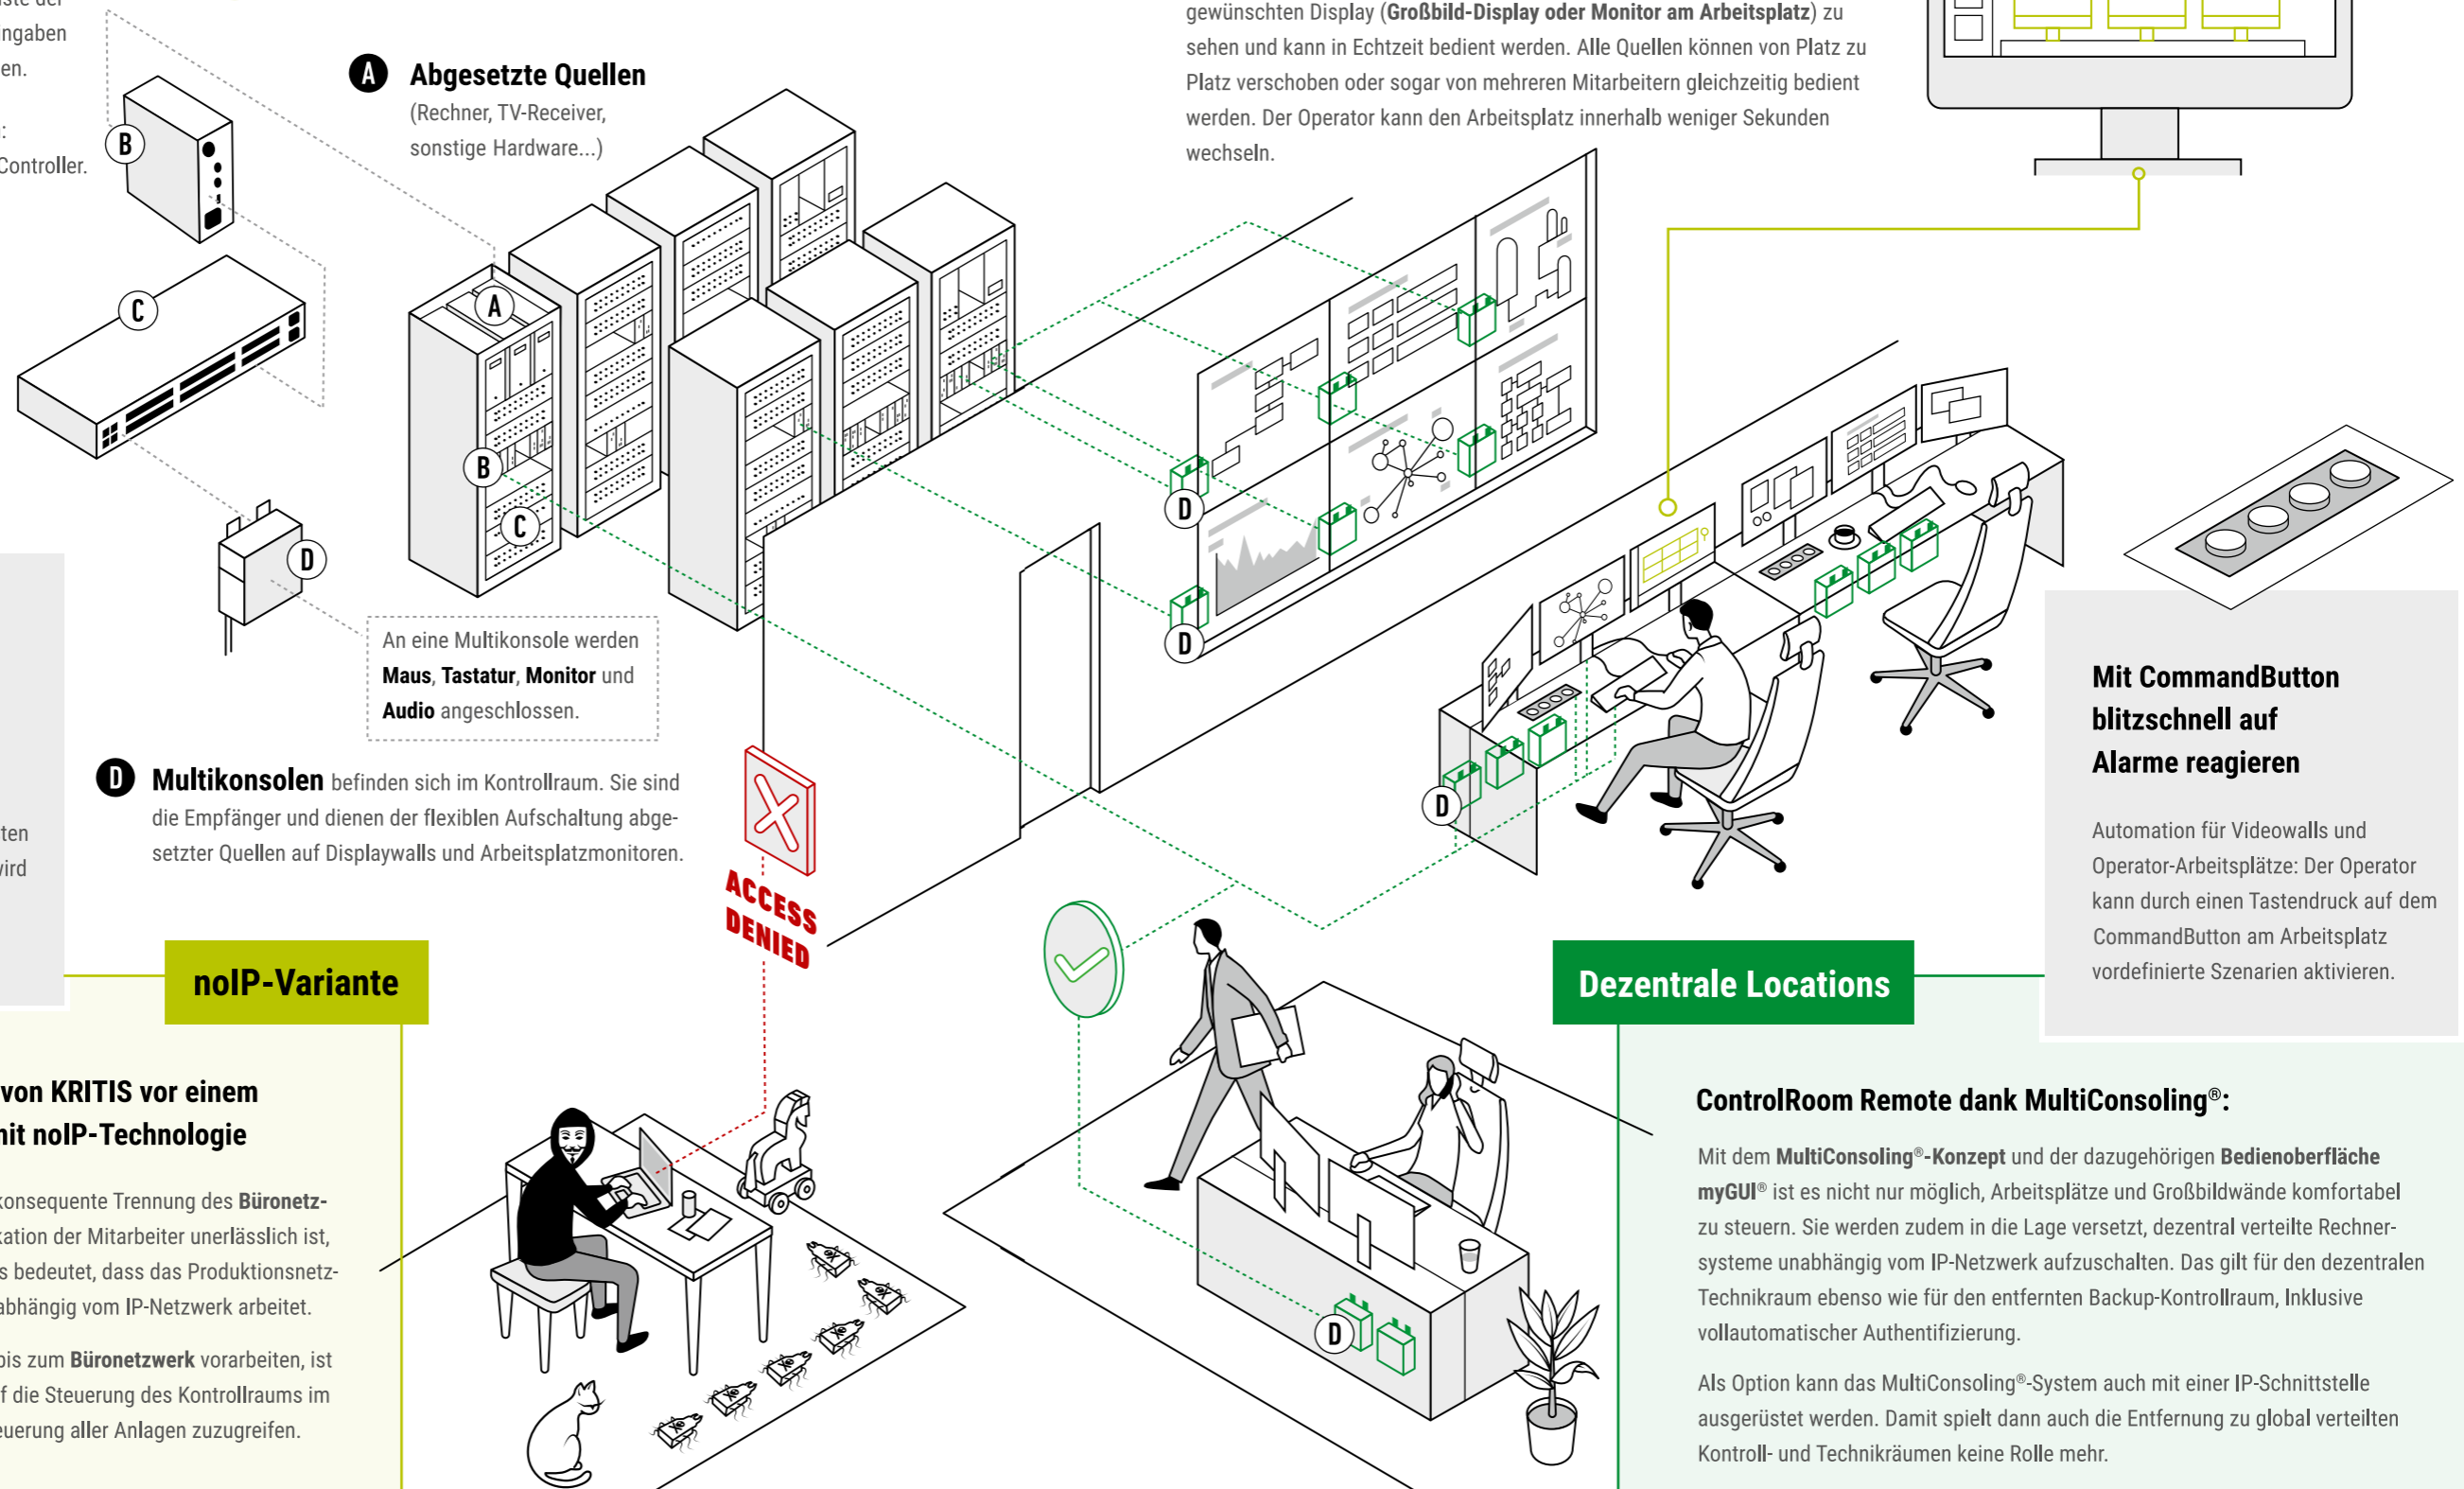 ngaben
en.
:
Controller.
B
C
D
A Abgesetzte Quellen
(Rechner, TV-Receiver,
sonstige Hardware...)
A
B
C
gewünschten Display (Großbild-Display oder Monitor am Arbeitsplatz) zu
sehen und kann in Echtzeit bedient werden. Alle Quellen können von Platz zu
Platz verschoben oder sogar von mehreren Mitarbeitern gleichzeitig bedient
werden. Der Operator kann den Arbeitsplatz innerhalb weniger Sekunden
wechseln.
D
D
D
An eine Multikonsole werden
Maus, Tastatur, Monitor und
Audio angeschlossen.
D Multikonsolen befinden sich im Kontrollraum. Sie sind
die Empfänger und dienen der flexiblen Aufschaltung abge-
setzter Quellen auf Displaywalls und Arbeitsplatzmonitoren.
ten
wird
ACCESS
DENIED
Mit CommandButton
blitzschnell auf
Alarme reagieren
Automation für Videowalls und
Operator-Arbeitsplätze: Der Operator
kann durch einen Tastendruck auf dem
CommandButton am Arbeitsplatz
vordefinierte Szenarien aktivieren.
noIP-Variante
von KRITIS vor einem
mit noIP-Technologie
konsequente Trennung des Büronetz-
kation der Mitarbeiter unerlässlich ist,
s bedeutet, dass das Produktionsnetz-
abhängig vom IP-Netzwerk arbeitet.
bis zum Büronetzwerk vorarbeiten, ist
f die Steuerung des Kontrollraums im
euerung aller Anlagen zuzugreifen.
D
Dezentrale Locations
ControlRoom Remote dank MultiConsoling®:
Mit dem MultiConsoling®-Konzept und der dazugehörigen Bedienoberfläche
myGUI® ist es nicht nur möglich, Arbeitsplätze und Großbildwände komfortabel
zu steuern. Sie werden zudem in die Lage versetzt, dezentral verteilte Rechner-
systeme unabhängig vom IP-Netzwerk aufzuschalten. Das gilt für den dezentralen
Technikraum ebenso wie für den entfernten Backup-Kontrollraum, Inklusive
vollautomatischer Authentifizierung.
Als Option kann das MultiConsoling®-System auch mit einer IP-Schnittstelle
ausgerüstet werden. Damit spielt dann auch die Entfernung zu global verteilten
Kontroll- und Technikräumen keine Rolle mehr.